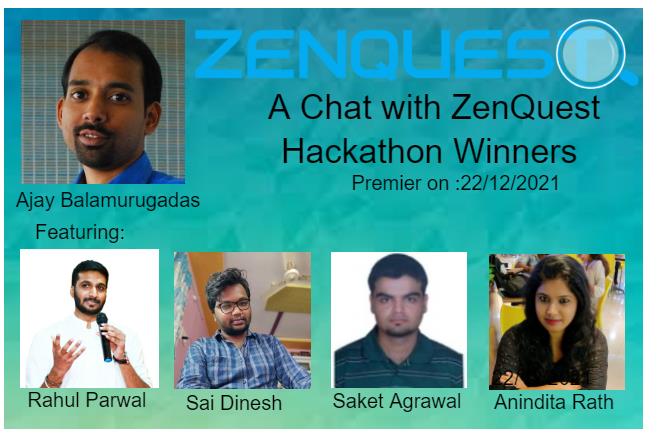 ZENQUEST
A Chat with ZenQuest
Hackathon Winners
Premier on :22/12/2021
Ajay Balamurugadas
Featuring:
Rahul Parwal
Sai Dinesh
Saket Agrawal
Anindita Rath